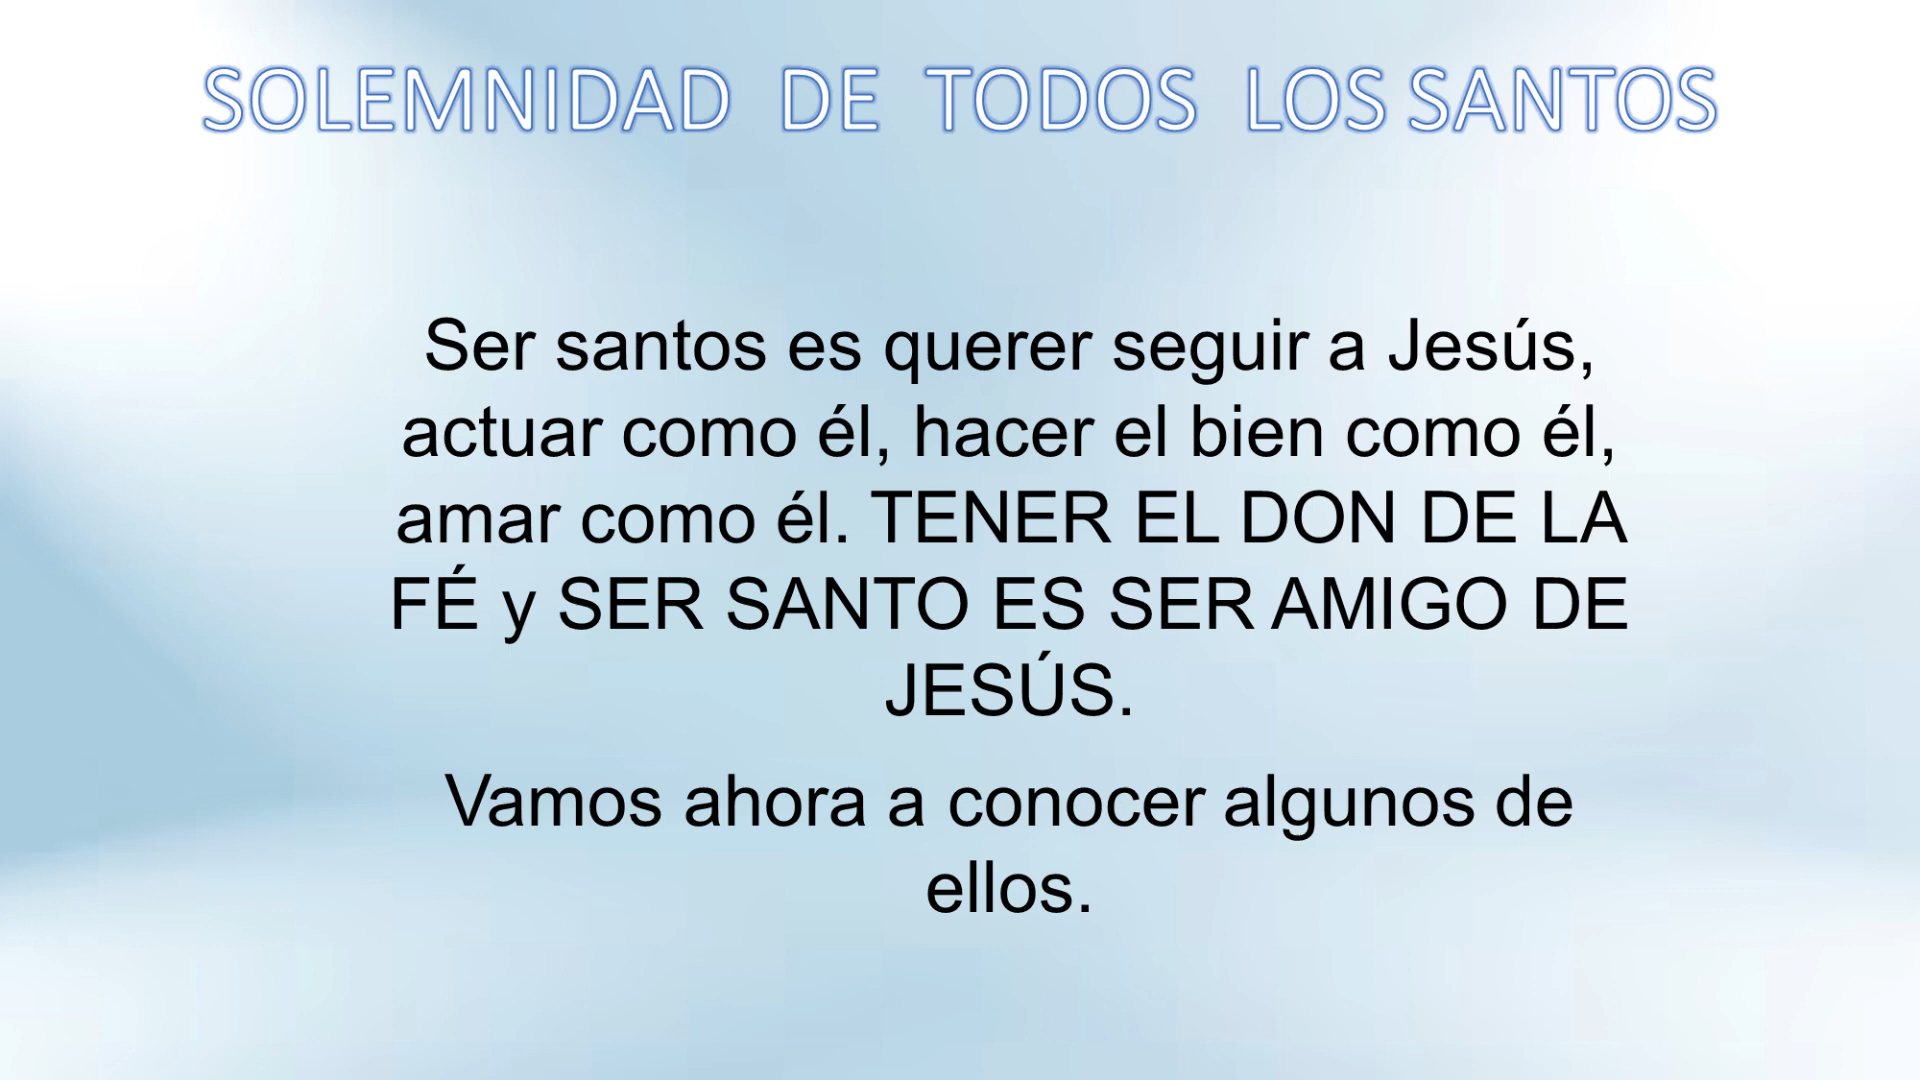 SOLEMNIDAD DE TODOS LOS SANTOS
Ser santos es querer seguir a Jesús,
actuar como él, hacer el bien como él,
amar como él. TENER EL DON DE LA
FÉ y SER SANTO ES SER AMIGO DE
JESÚS.
Vamos ahora a conocer algunos de
ellos.